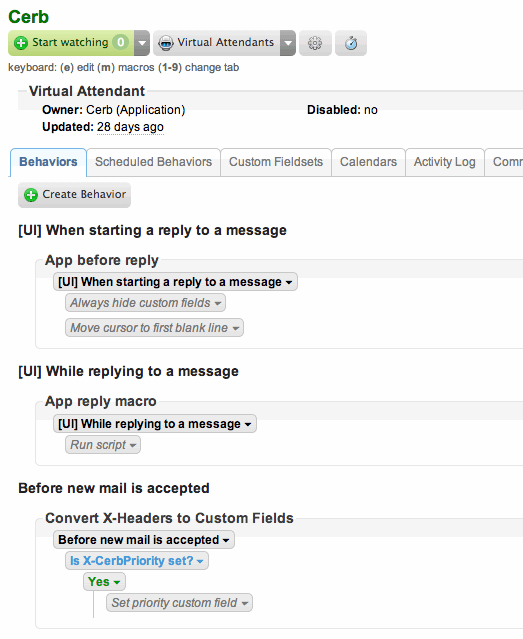 Cerb
Start watching 0 Virtual Attendants
keyboard: (e) edit (m) macros (1-9) change tab
Virtual Attendant
Owner: Cerb (Application) Disabled: no
Updated: 28 days ago
Behaviors Scheduled Behaviors Custom Fieldsets Calendars Activity Log Comm
Create Behavior
[UI] When starting a reply to a message
App before reply
[UI] When starting a reply to a message
Always hide custom fields
Move cursor to first blank line
[UI] While replying to a message
App reply macro
[UI] While replying to a message
Run script
Before new mail is accepted
Convert X-Headers to Custom Fields
Before new mail is accepted
Is X-CerbPriority set?
Yes
Set priority custom field